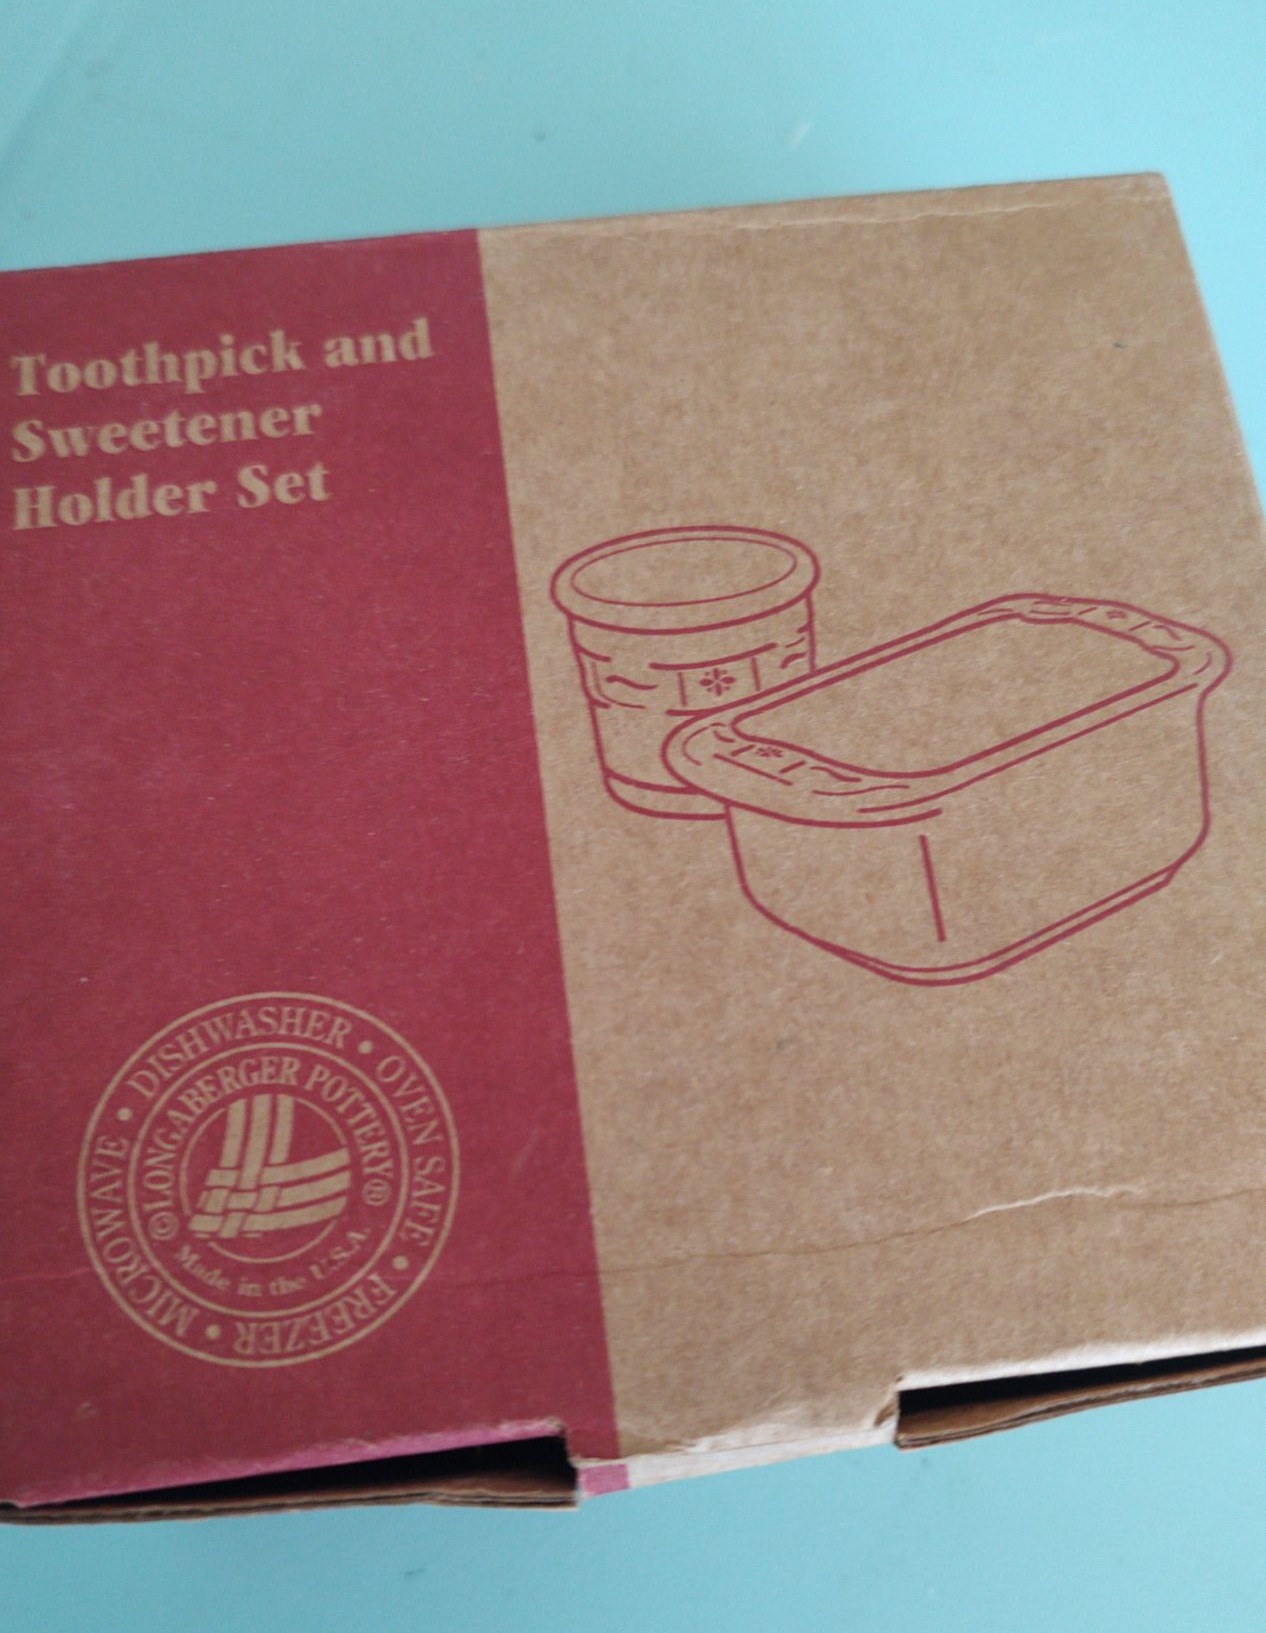 Toothpick and
Sweetener
Holder Set
MICROWAVE • DISHWASHER • OVEN SAFE • FREEZER •
© LONGABERGER POTTERY®
Made in the U.S.A.